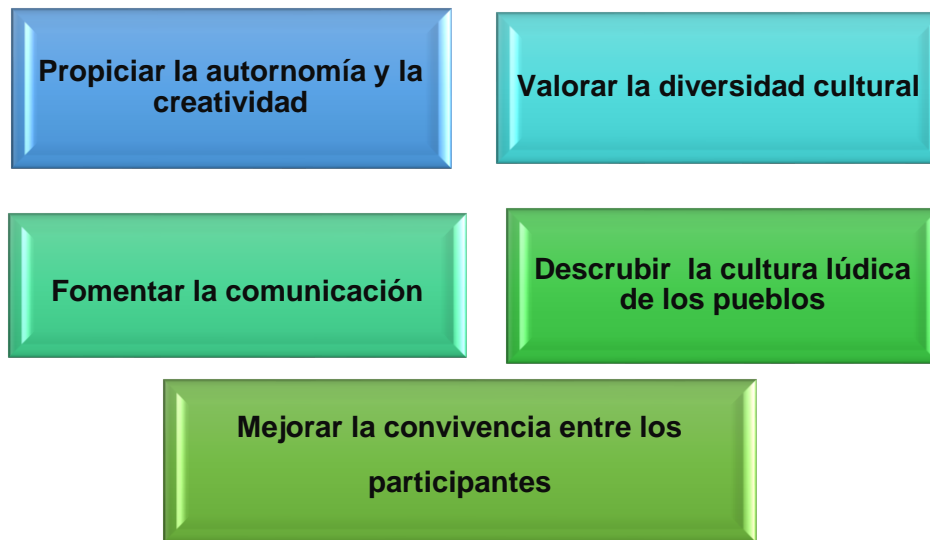 Propiciar la autornomía y la
creatividad
Valorar la diversidad cultural
Fomentar la comunicación
Descrubir la cultura lúdica
de los pueblos
Mejorar la convivencia entre los
participantes